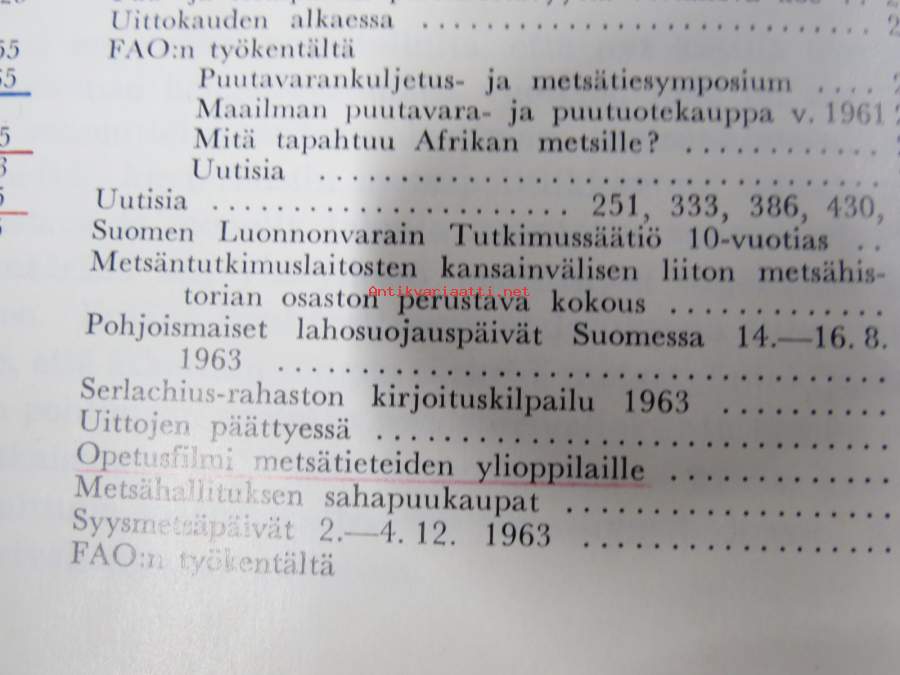 Uittokauden alkaessa ..............................
55 FAO:n työkentältä
65 Puutavarankuljetus- ja metsätiesymposium ....
Maailman puutavara- ja puutuotekauppa v. 1961
5 Mitä tapahtuu Afrikan metsille? ............
3 Uutisia ..................................
5 Uutisia ....................... 251, 333, 386, 430,
Suomen Luonnonvarain Tutkimussäätiö 10-vuotias ..
Metsäntutkimuslaitosten kansainvälisen liiton metsähis-
Antikvariaatti.net
torian osaston perustava kokous .............
Pohjoismaiset lahosuojauspäivät Suomessa 14.—16. 8.
1963 .....................................
Serlachius-rahaston kirjoituskilpailu 1963 ..........
Uittojen päättyessä ...............................
Opetusfilmi metsätieteiden ylioppilaille .............
Metsähallituksen sahapuukaupat ...................
Syysmetsäpäivät 2.—4. 12. 1963 ..................
FAO:n työkentältä